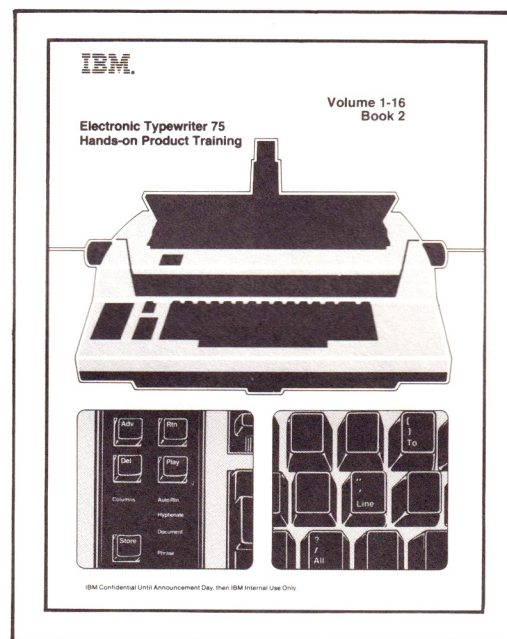 IBM.
Volume 1-16
Book 2
Electronic Typewriter 75
Hands-on Product Training
Adv
Rtn
Del
Play
Columns
AutoRtn
Hyphenate
Document
Store
Phrase
[
]
To
"
'
Line
?
/
All
IBM Confidential Until Announcement Day, then IBM Internal Use Only